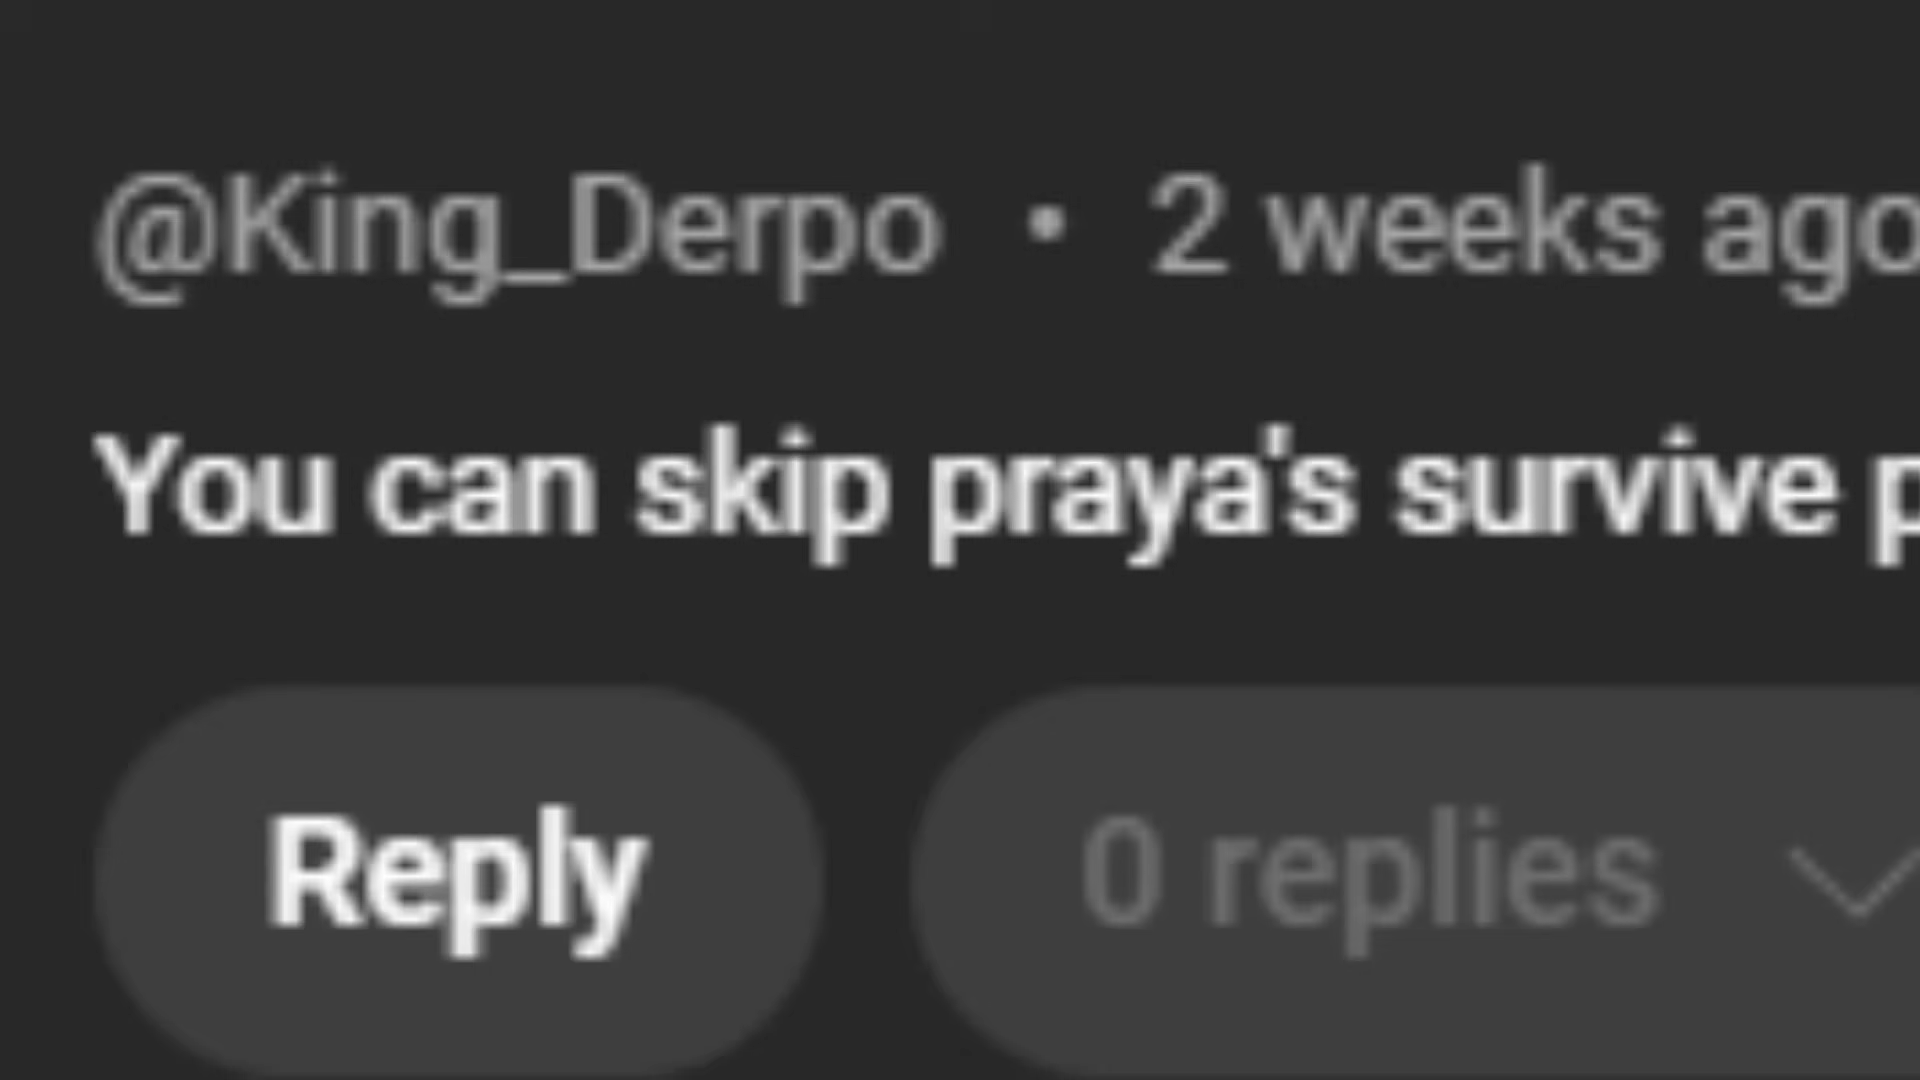 @King_Derpo • 2 weeks ago
You can skip praya's survive p
Reply
0 replies